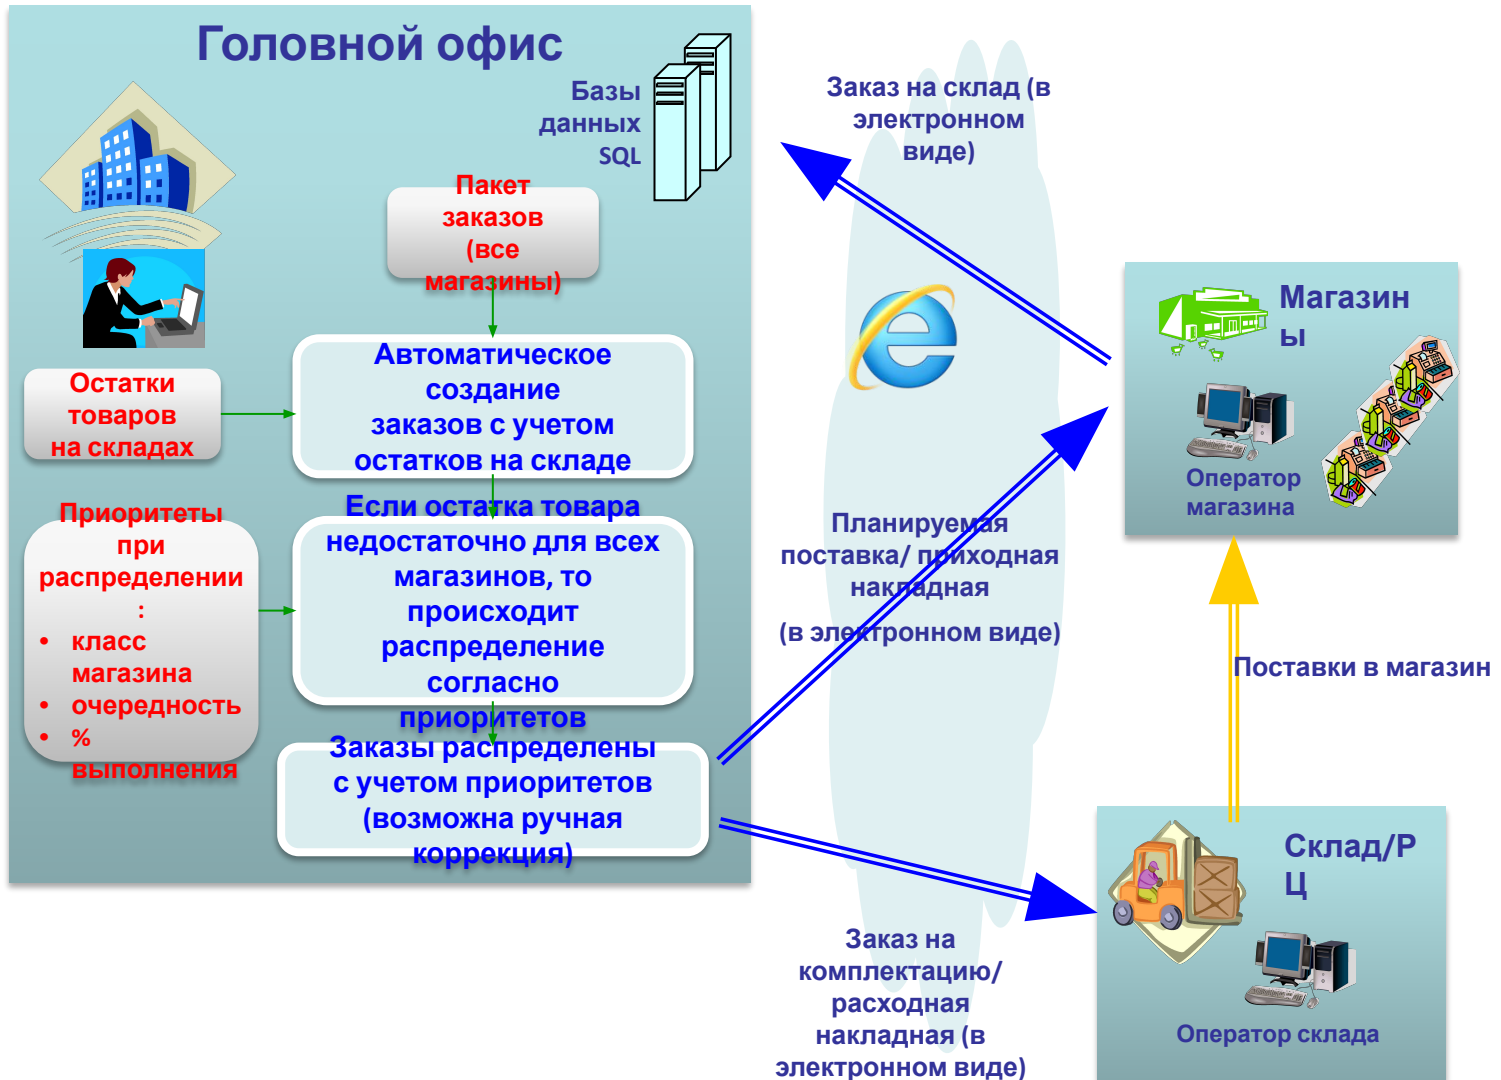 Головной офис
Базы
данных
SQL
Пакет
заказов
(все
магазины)
Автоматическое
создание
заказов с учетом
остатков на складе
Остатки
товаров
на складах
Если остатка товара
недостаточно для всех
магазинов, то
происходит
распределение
согласно
приоритетов
Приоритеты
при
распределении
:
• класс
магазина
• очередность
• %
выполнения
Заказы распределены
с учетом приоритетов
(возможна ручная
коррекция)
Заказ на склад (в
электронном
виде)
Планируемая
поставка/ приходная
накладная
(в электронном виде)
Заказ на
комплектацию/
расходная
накладная (в
электронном виде)
Магазин
ы
Оператор
магазина
Поставки в магазин
Склад/Р
Ц
Оператор склада